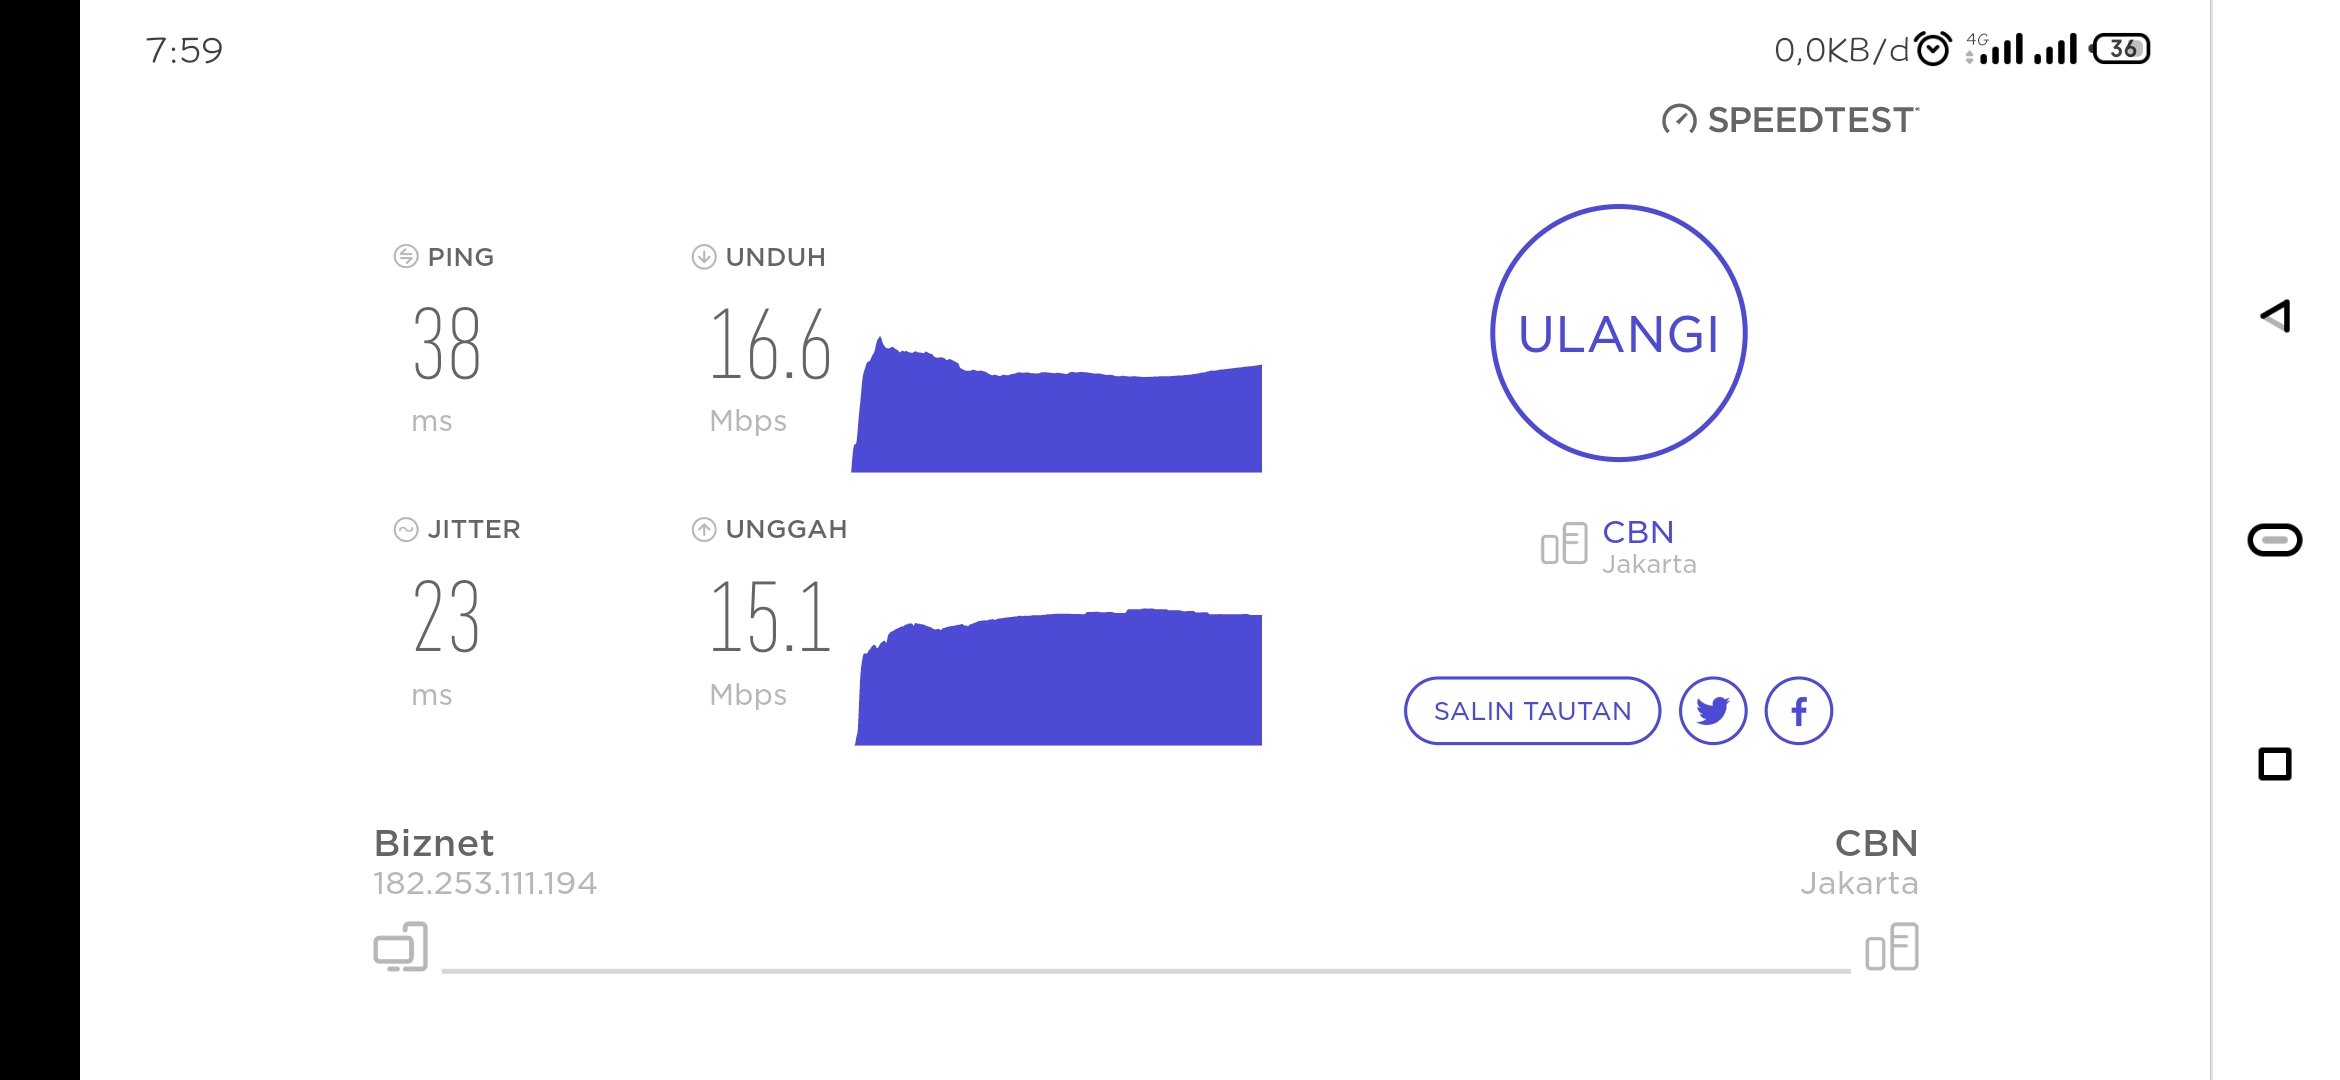 7:59
0,0KB/d 4G 36
SPEEDTEST
PING
38
ms
UNDUH
16.6
Mbps
ULANGI
JITTER
23
ms
UNGGAH
15.1
Mbps
CBN
Jakarta
SALIN TAUTAN
Biznet
182.253.111.194
CBN
Jakarta